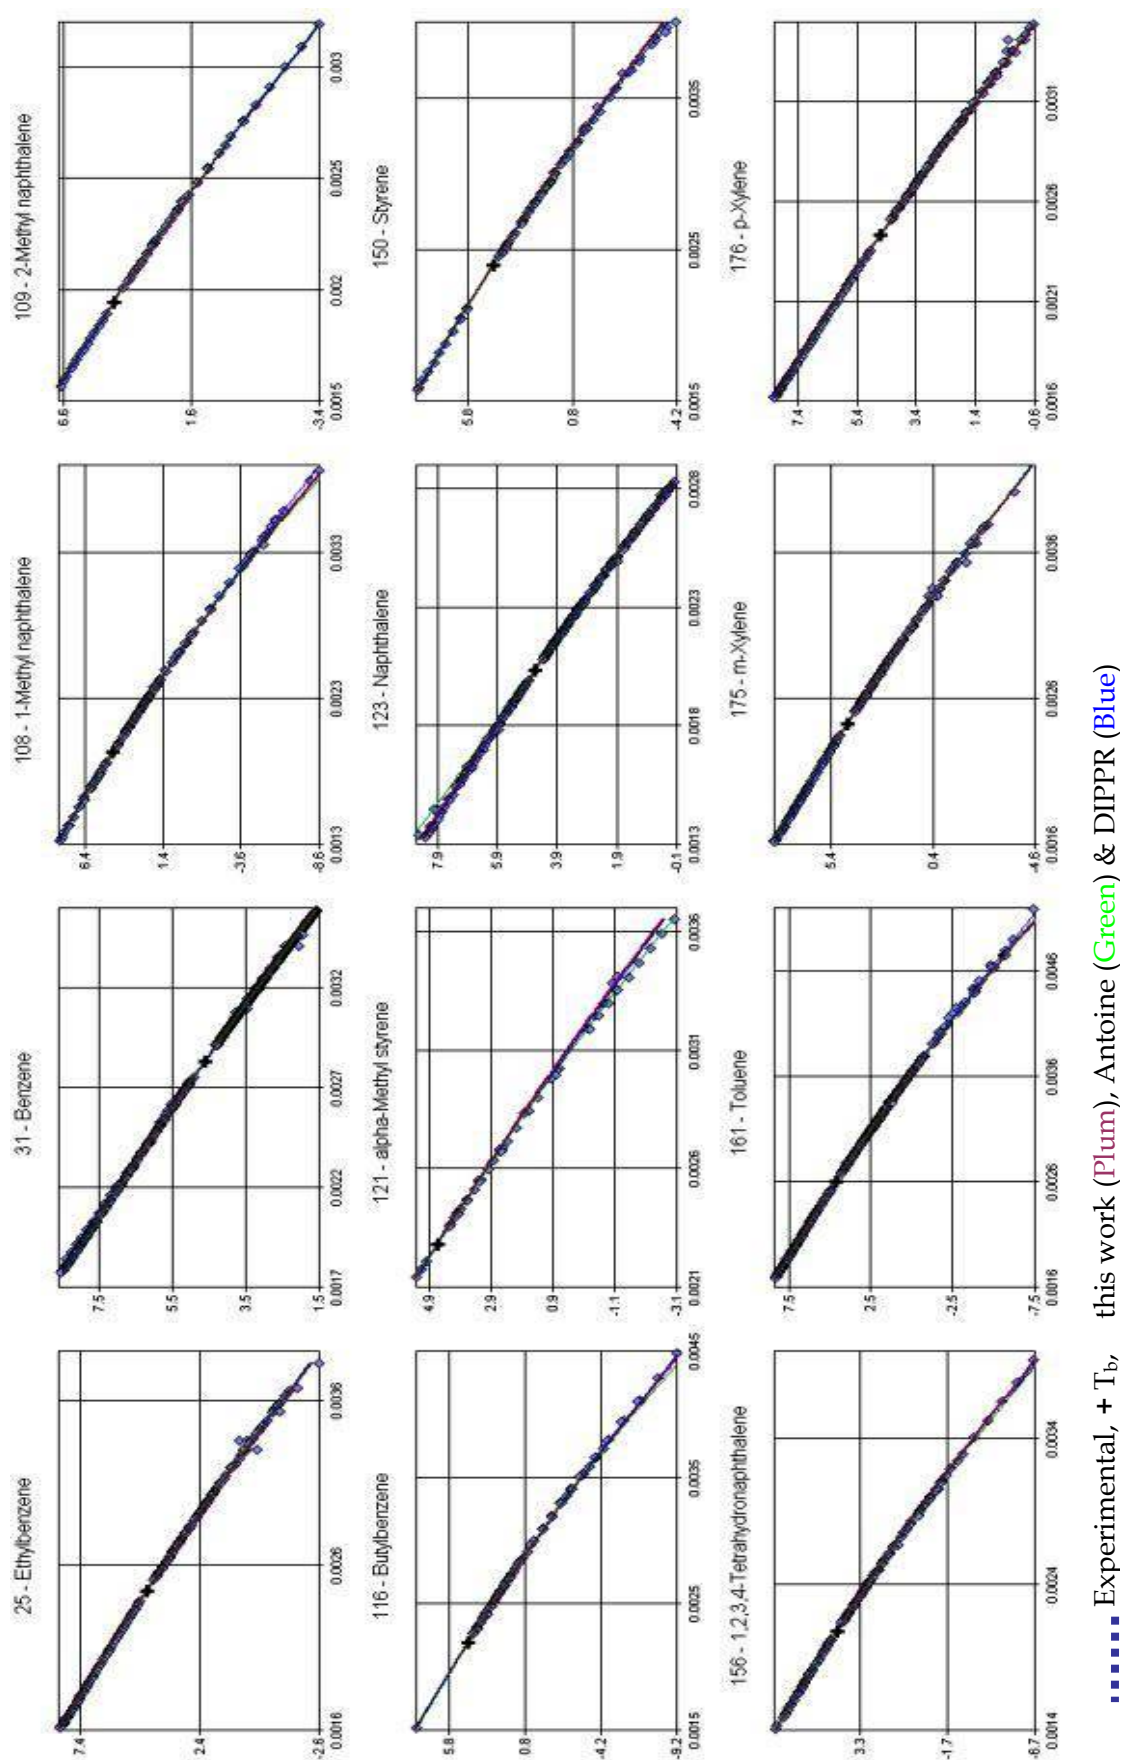 25 - Ethylbenzene
7.4
2.4
-2.6
0.0016 0.0026 0.0036
31 - Benzene
7.5
5.5
3.5
1.5
0.0017 0.0022 0.0027 0.0032
108 - 1-Methyl naphthalene
6.4
1.4
-3.6
-8.6
0.0013 0.0023 0.0033
109 - 2-Methyl naphthalene
6.6
1.6
-3.4
0.0015 0.002 0.0025 0.003
116 - Butylbenzene
5.8
0.8
-4.2
-9.2
0.0015 0.0025 0.0035 0.0045
121 - alpha-Methyl styrene
4.9
2.9
0.9
-1.1
-3.1
0.0021 0.0026 0.0031 0.0036
123 - Naphthalene
7.9
5.9
3.9
1.9
-0.1
0.0013 0.0018 0.0023 0.0028
150 - Styrene
5.8
0.8
-4.2
0.0015 0.0025 0.0035
156 - 1,2,3,4-Tetrahydronaphthalene
3.3
-1.7
-6.7
0.0014 0.0024 0.0034
161 - Toluene
7.5
2.5
-2.5
-7.5
0.0016 0.0026 0.0036 0.0046
175 - m-Xylene
5.4
0.4
-4.6
0.0016 0.0026 0.0036
176 - p-Xylene
7.4
5.4
3.4
1.4
-0.6
0.0016 0.0021 0.0026 0.0031
Experimental, + Tb, this work (Plum), Antoine (Green) & DIPPR (Blue)